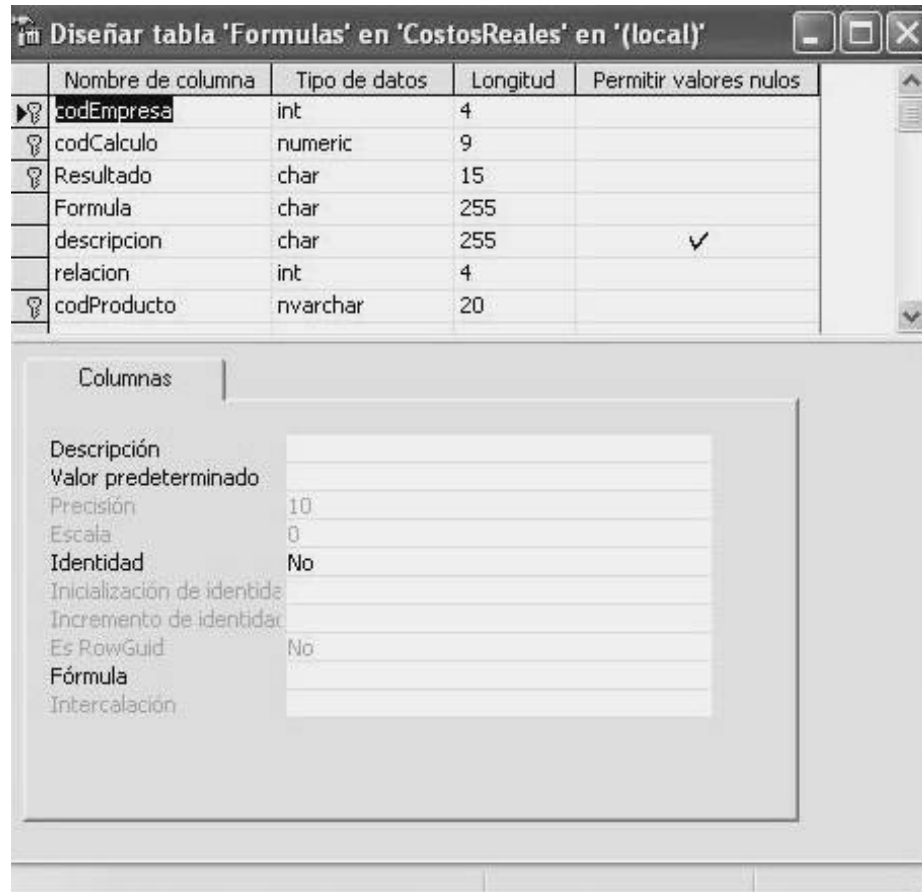 Diseñar tabla 'Formulas' en 'CostosReales' en '(local)'
Nombre de columna Tipo de datos Longitud Permitir valores nulos
codEmpresa int 4
codCalculo numeric 9
Resultado char 15
Formula char 255
descripcion char 255 ✓
relacion int 4
codProducto nvarchar 20
Columnas
Descripción
Valor predeterminado
Precisión 10
Escala 0
Identidad No
Inicialización de identida
Incremento de identidad
Es RowGuid No
Fórmula
Intercalación